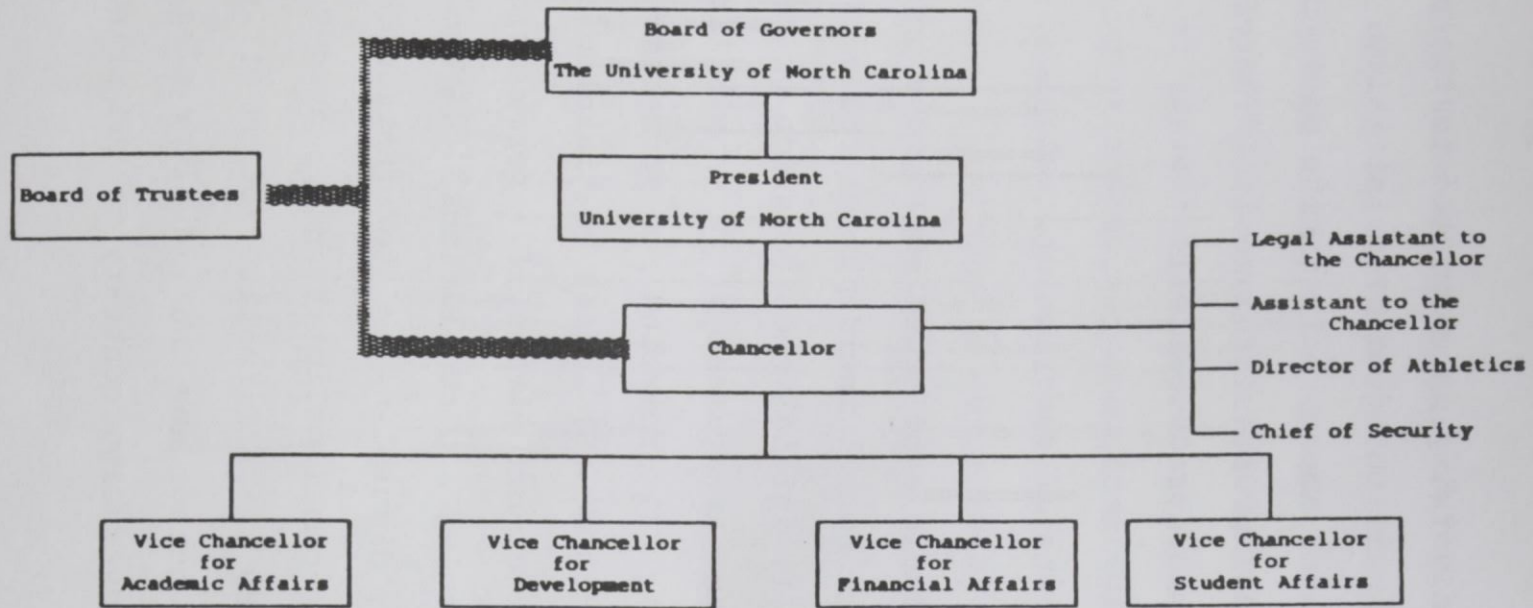 Board of Governors
The University of North Carolina
Board of Trustees
President
University of North Carolina
Legal Assistant to
the Chancellor
Assistant to the
Chancellor
Chancellor
Director of Athletics
Chief of Security
Vice Chancellor
for
Academic Affairs
Vice Chancellor
for
Development
Vice Chancellor
for
Financial Affairs
Vice Chancellor
for
Student Affairs